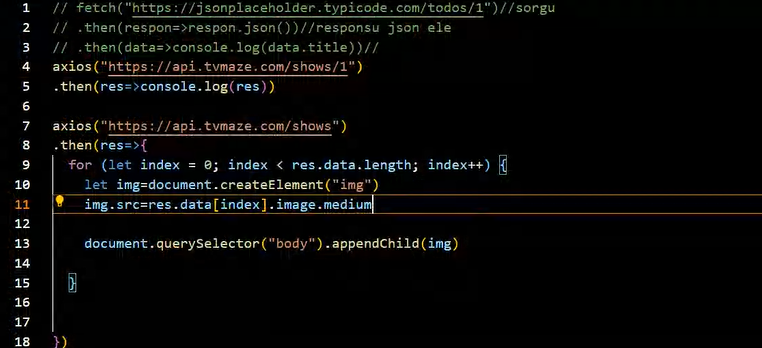 1 // fetch("https://jsonplaceholder.typicode.com/todos/1")//sorgu
2 // .then(respon=>respon.json())//responsu json ele
3 // .then(data=>console.log(data.title))//
4 axios("https://api.tvmaze.com/shows/1")
5 .then(res=>console.log(res))
6
7 axios("https://api.tvmaze.com/shows")
8 .then(res=>{
9 for (let index = 0; index < res.data.length; index++) {
10 let img=document.createElement("img")
11 img.src=res.data[index].image.medium
12
13 document.querySelector("body").appendChild(img)
14
15 }
16
17
18 })